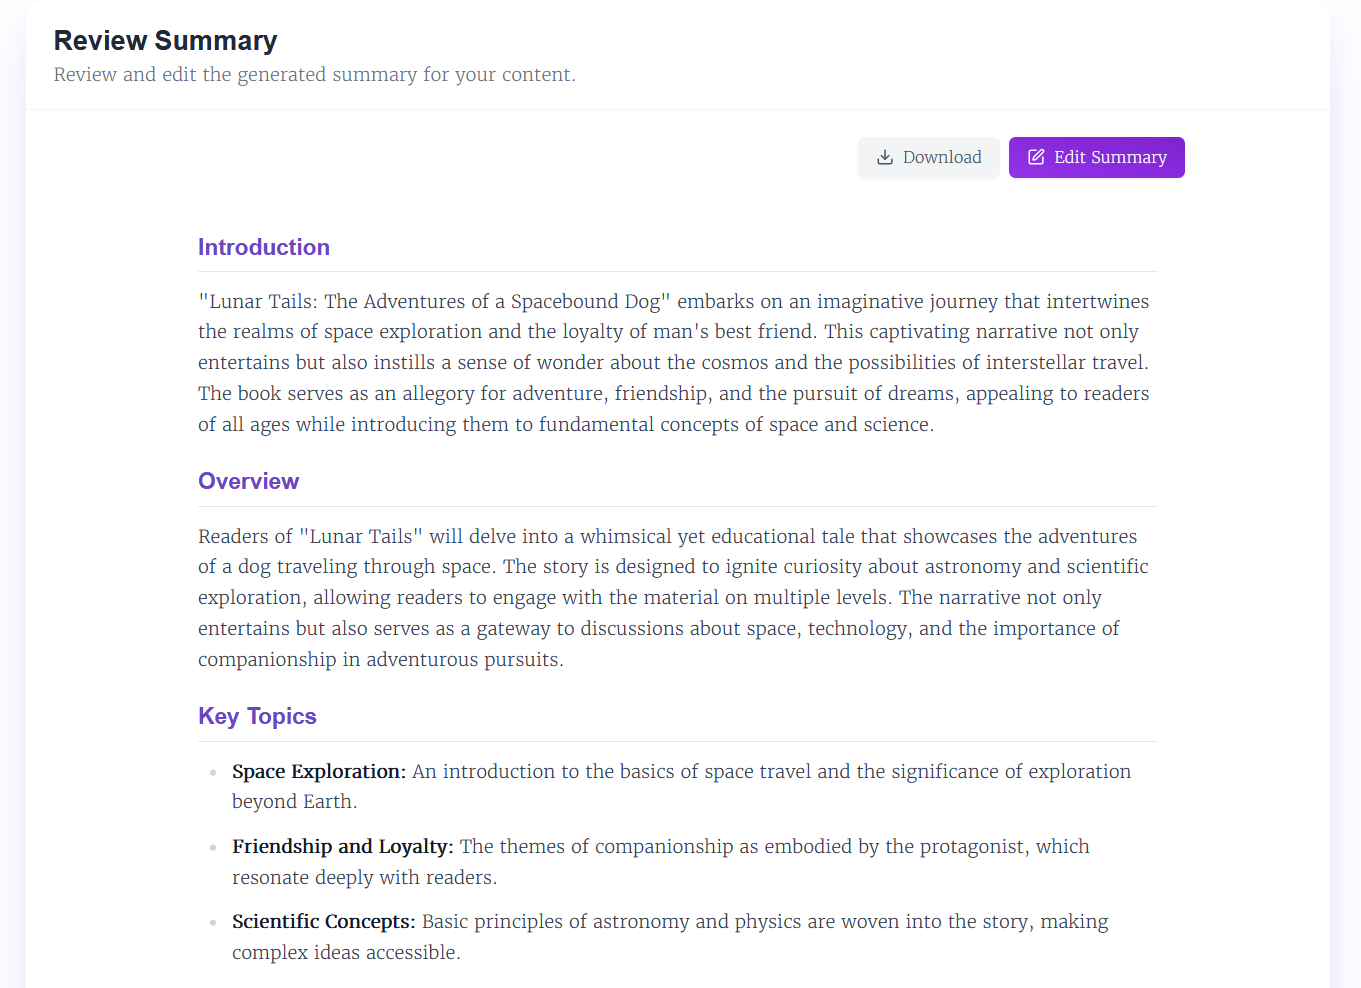 Review Summary
Review and edit the generated summary for your content.
Download
Edit Summary
Introduction
"Lunar Tails: The Adventures of a Spacebound Dog" embarks on an imaginative journey that intertwines
the realms of space exploration and the loyalty of man's best friend. This captivating narrative not only
entertains but also instills a sense of wonder about the cosmos and the possibilities of interstellar travel.
The book serves as an allegory for adventure, friendship, and the pursuit of dreams, appealing to readers
of all ages while introducing them to fundamental concepts of space and science.
Overview
Readers of "Lunar Tails" will delve into a whimsical yet educational tale that showcases the adventures
of a dog traveling through space. The story is designed to ignite curiosity about astronomy and scientific
exploration, allowing readers to engage with the material on multiple levels. The narrative not only
entertains but also serves as a gateway to discussions about space, technology, and the importance of
companionship in adventurous pursuits.
Key Topics
Space Exploration: An introduction to the basics of space travel and the significance of exploration
beyond Earth.
Friendship and Loyalty: The themes of companionship as embodied by the protagonist, which
resonate deeply with readers.
Scientific Concepts: Basic principles of astronomy and physics are woven into the story, making
complex ideas accessible.